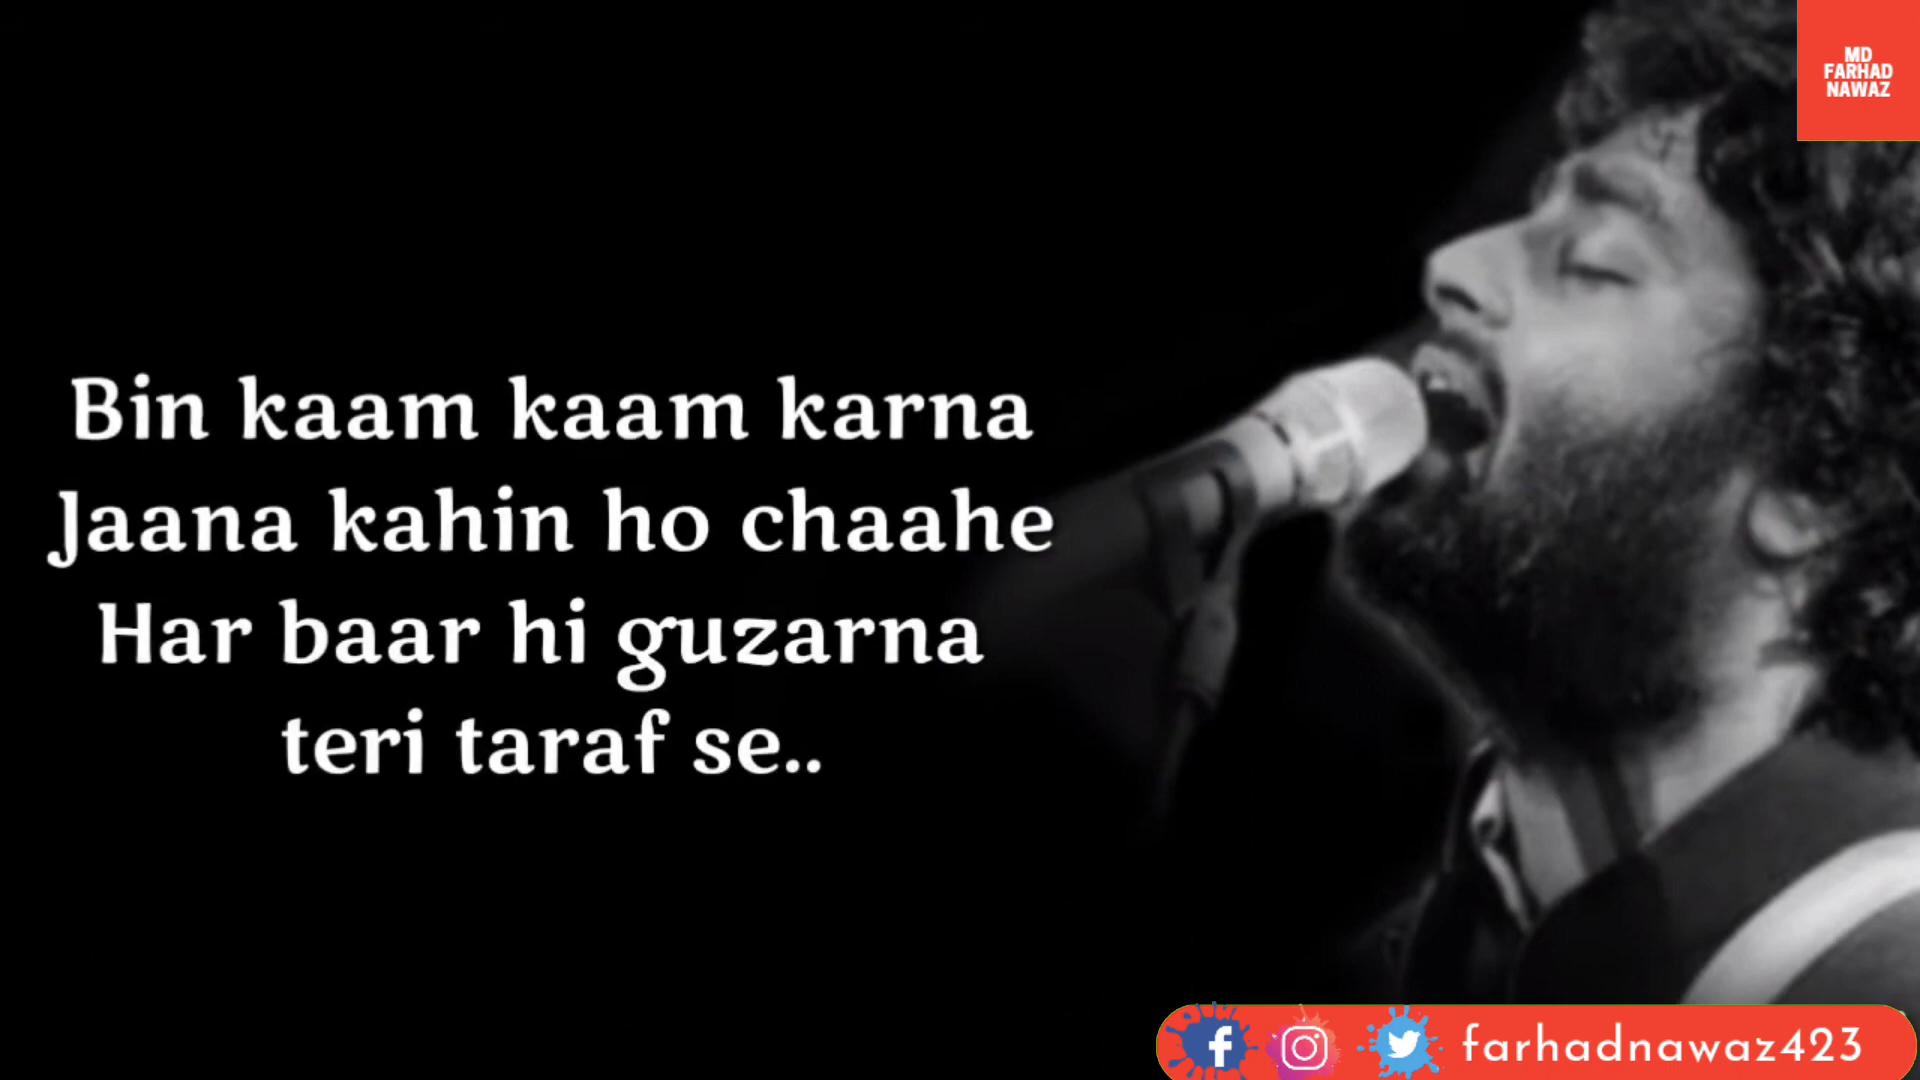 MD
FARHAD
NAWAZ
Bin kaam kaam karna
Jaana kahin ho chaahe
Har baar hi guzarna
teri taraf se..
farhadnawaz423